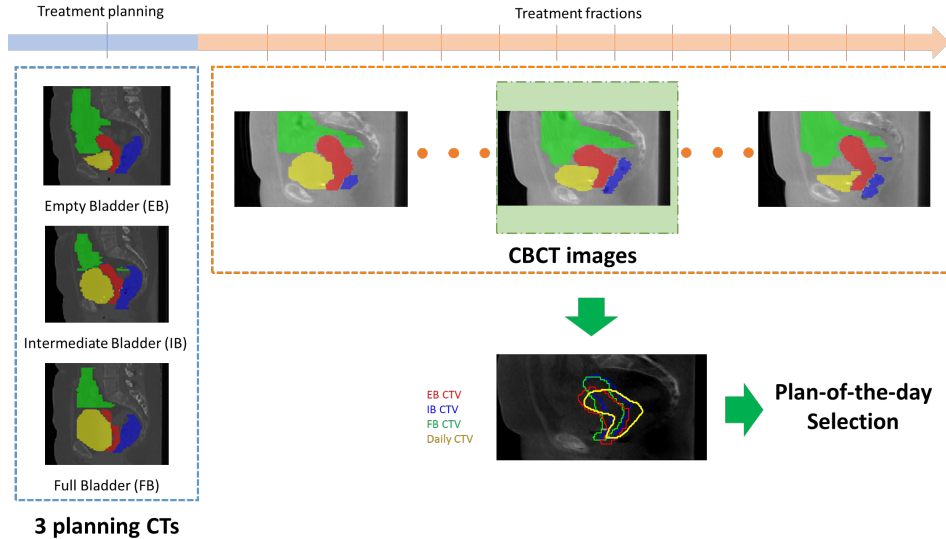 Treatment planning
Treatment fractions
Empty Bladder (EB)
Intermediate Bladder (IB)
Full Bladder (FB)
3 planning CTs
CBCT images
EB CTV
IB CTV
FB CTV
Daily CTV
Plan-of-the-day
Selection